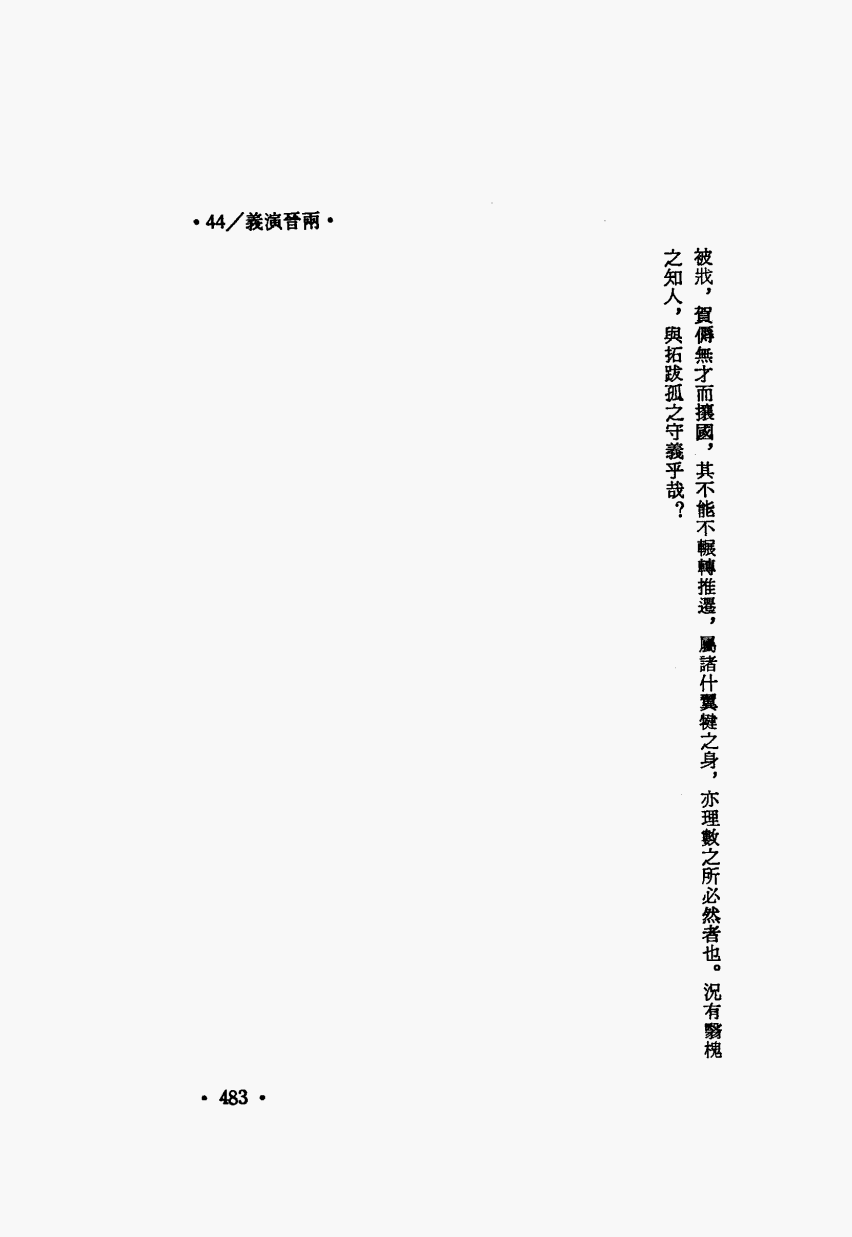 •44／義演晉兩•
被戕，賀傉無才而攘國，其不能不輾轉推遷，屬諸什翼犍之身，亦理數之所必然者也。況有翳槐
之知人，與拓跋孤之守義乎哉？
• 483 •